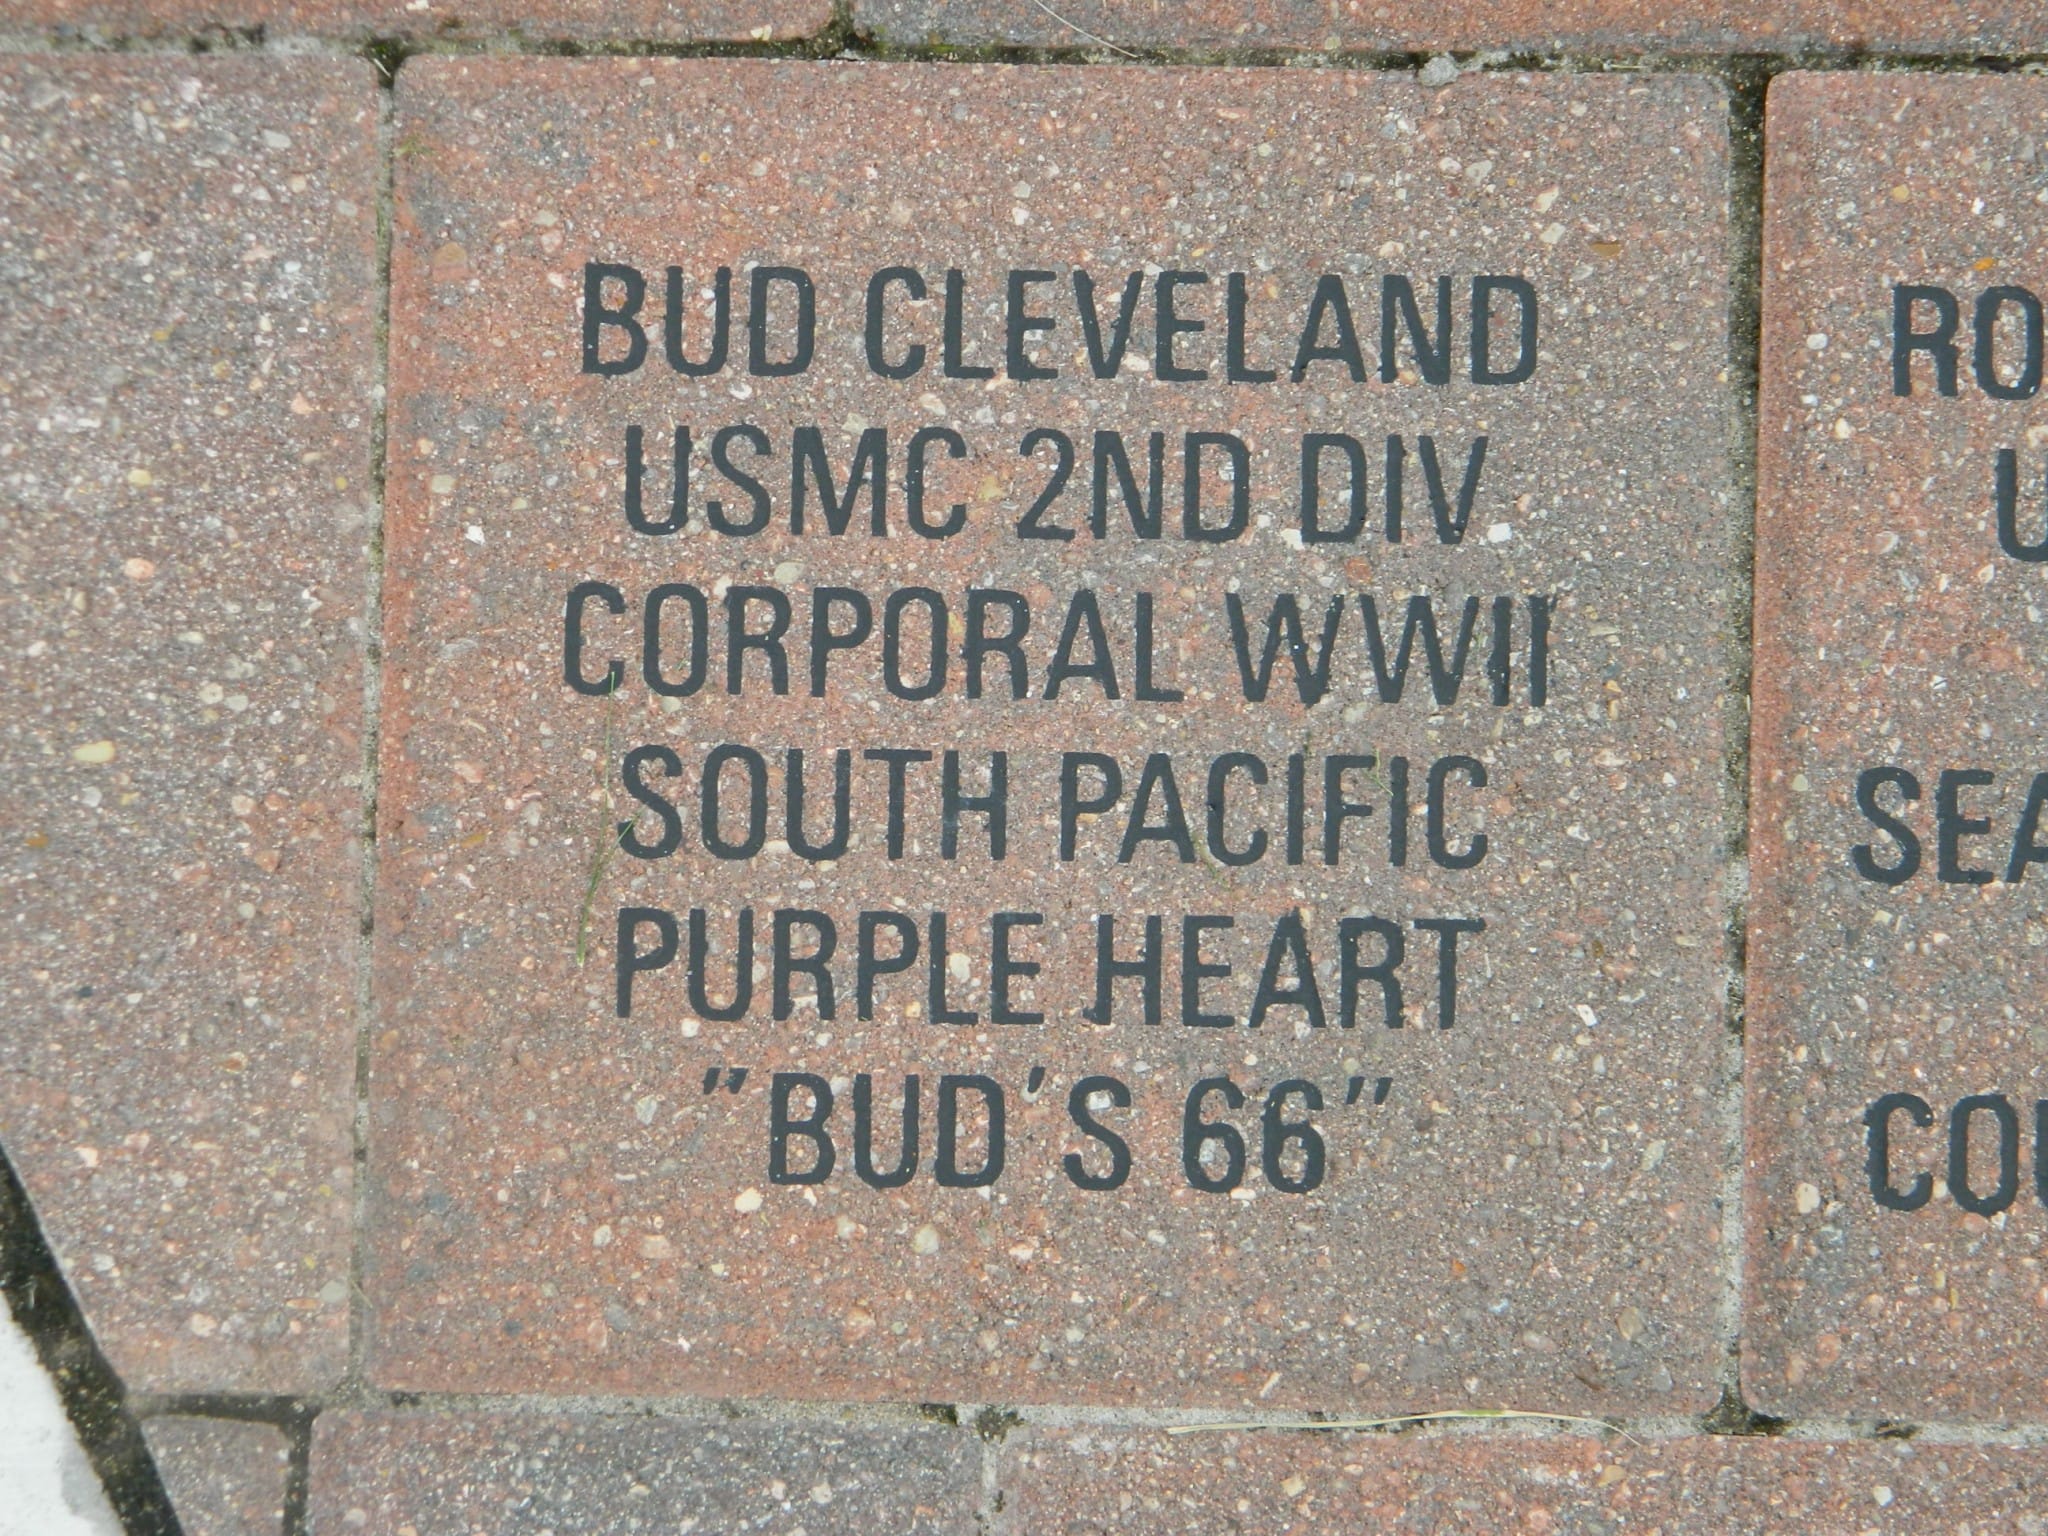 BUD CLEVELAND
USMC 2ND DIV
CORPORAL WWII
SOUTH PACIFIC
PURPLE HEART
"BUD'S 66"